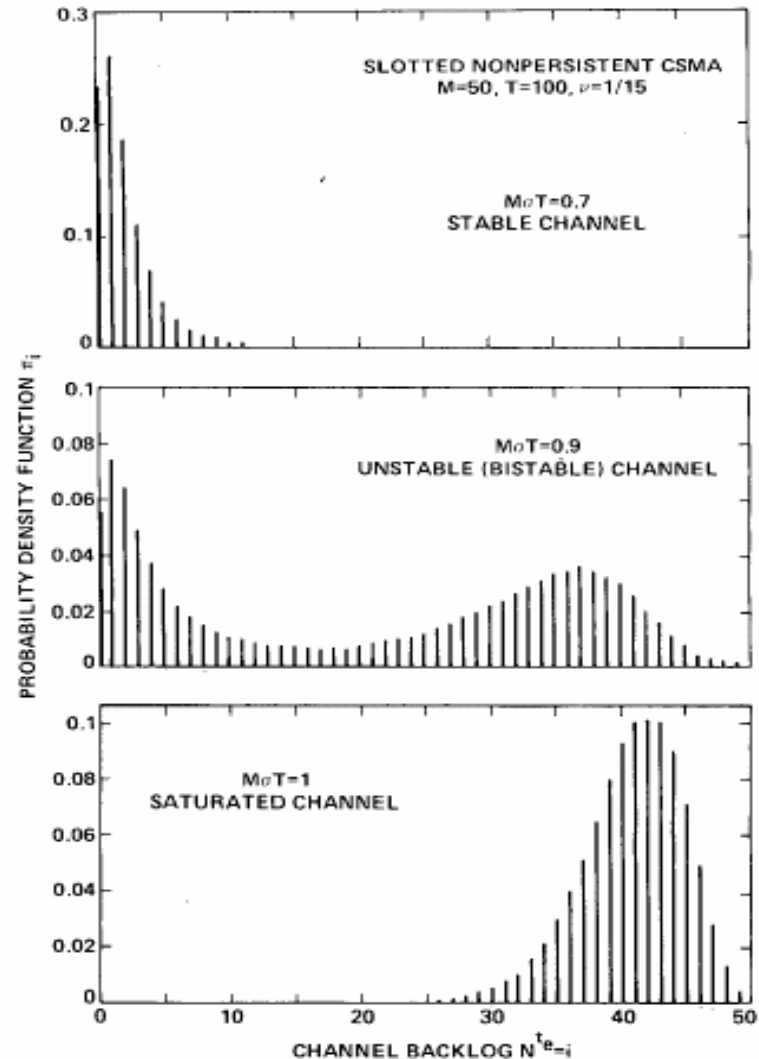 0.3
SLOTTED NONPERSISTENT CSMA
M=50, T=100, ν=1/15
0.2
MσT=0.7
STABLE CHANNEL
0.1
0
PROBABILITY DENSITY FUNCTION πi
0.1
MσT=0.9
0.08
UNSTABLE (BISTABLE) CHANNEL
0.06
0.04
0.02
0
0.1
MσT=1
SATURATED CHANNEL
0.08
0.06
0.04
0.02
0
0 10 20 30 40 50
CHANNEL BACKLOG N^te=i